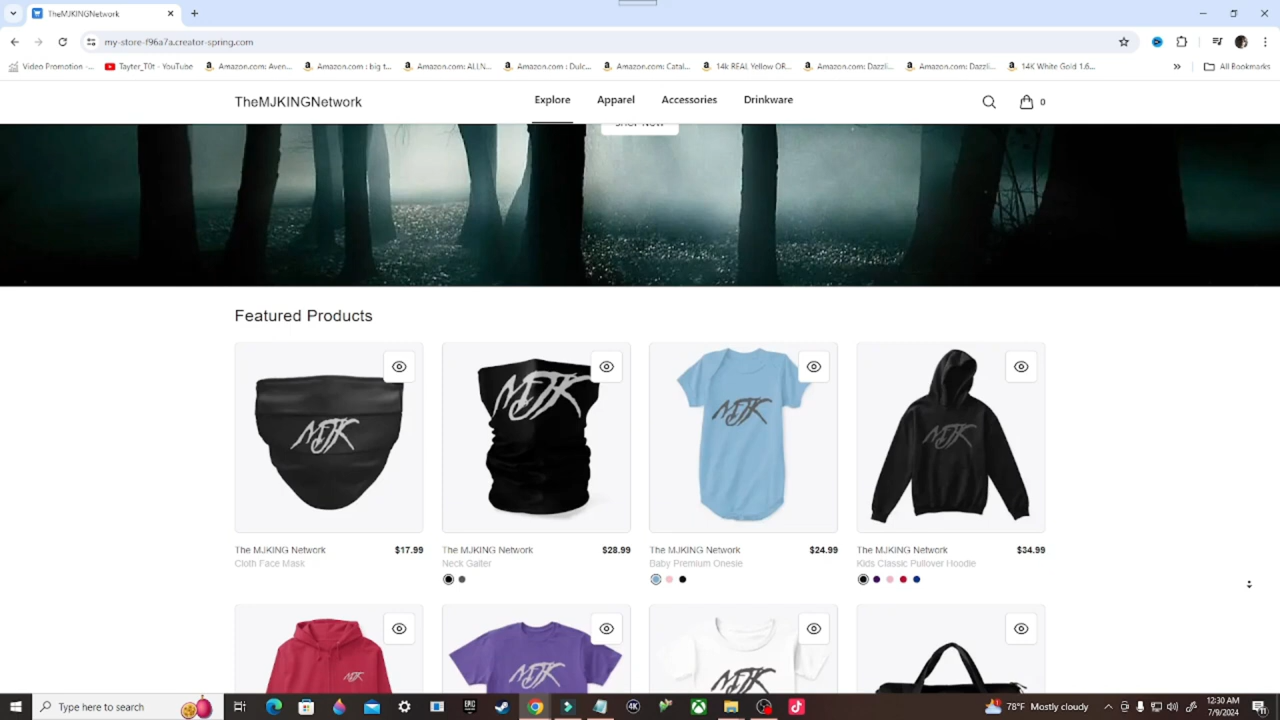 TheMJKINGNetwork
my-store-f96a7a.creator-spring.com
Video Promotion -...
Tayter_T0t - YouTube
Amazon.com: Aven...
Amazon.com : big t...
Amazon.com: ALLN...
Amazon.com : Dulc...
Amazon.com: Catal...
14k REAL Yellow OR...
Amazon.com: Dazzli...
Amazon.com: Dazzli...
14K White Gold 1.6...
All Bookmarks
TheMJKINGNetwork
Explore
Apparel
Accessories
Drinkware
0
Featured Products
MJK
MJK
MJK
MJK
The MJKING Network $17.99
Cloth Face Mask
The MJKING Network $28.99
Neck Gaiter
The MJKING Network $24.99
Baby Premium Onesie
The MJKING Network $34.99
Kids Classic Pullover Hoodie
MJK
MJK
MJK
Type here to search
EPIC
4K
78°F Mostly cloudy
12:30 AM
7/9/2024